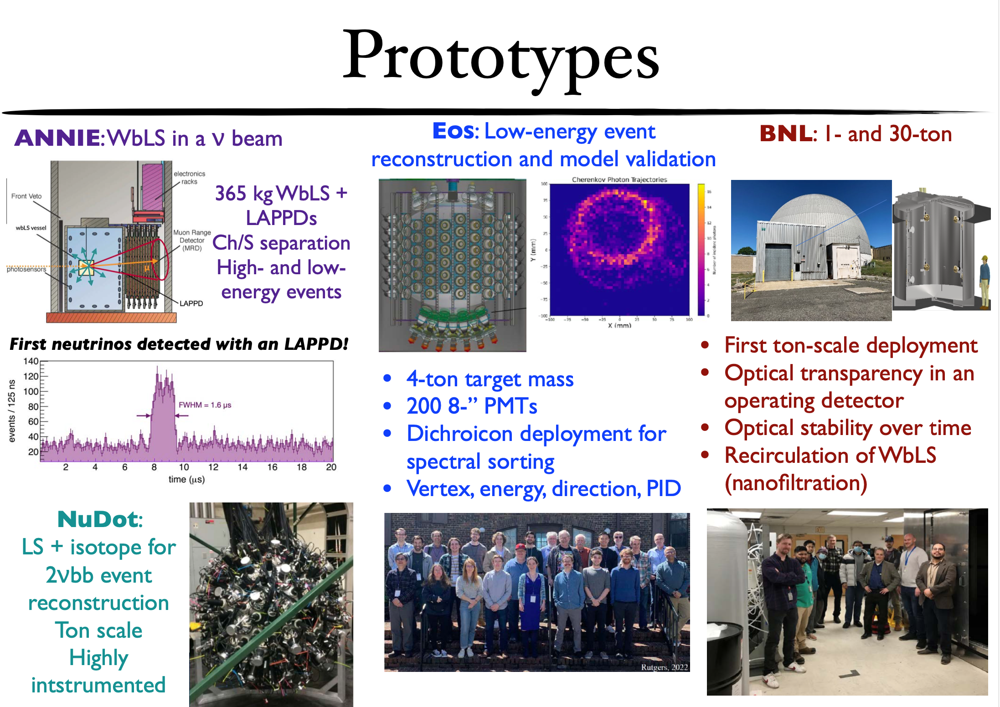 Prototypes
ANNIE: WbLS in a ν beam
electronics
racks
Front Veto
wbLS vessel
Muon Range
Detector
(MRD)
photosensors
μ
LAPPD
365 kg WbLS +
LAPPDs
Ch/S separation
High- and low-
energy events
First neutrinos detected with an LAPPD!
events / 125 ns
140
120
100
80
60
40
20
FWHM = 1.6 μs
2 4 6 8 10 12 14 16 18 20
time (μs)
NuDot:
LS + isotope for
2νbb event
reconstruction
Ton scale
Highly
intstrumented
Eos: Low-energy event
reconstruction and model validation
Cherenkov Photon Trajectories
Y (mm)
100
75
50
25
0
−25
−50
−75
−100
−100 −75 −50 −25 0 25 50 75 100
X (mm)
16
14
12
10
8
6
4
2
0
Number of incident photons
• 4-ton target mass
• 200 8-” PMTs
• Dichroicon deployment for
spectral sorting
• Vertex, energy, direction, PID
Rutgers, 2022
BNL: 1- and 30-ton
• First ton-scale deployment
• Optical transparency in an
operating detector
• Optical stability over time
• Recirculation of WbLS
(nanofiltration)
EXIT